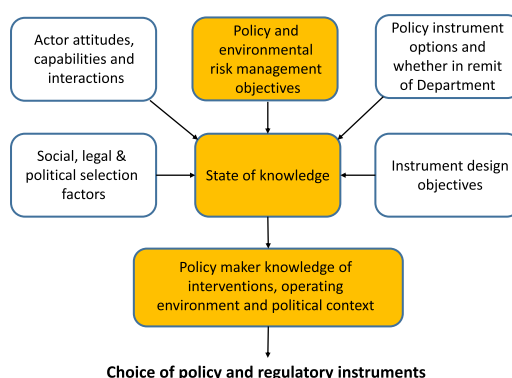 Actor attitudes,
capabilities and
interactions
Policy and
environmental
risk management
objectives
Policy instrument
options and
whether in remit
of Department
Social, legal &
political selection
factors
State of knowledge
Instrument design
objectives
Policy maker knowledge of
interventions, operating
environment and political context
Choice of policy and regulatory instruments